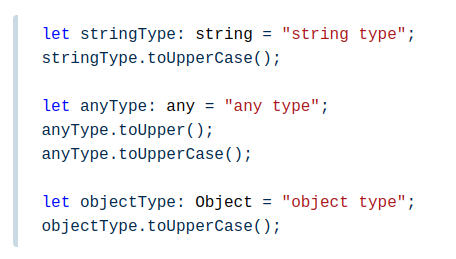 let stringType: string = "string type";
stringType.toUpperCase();
let anyType: any = "any type";
anyType.toUpper();
anyType.toUpperCase();
let objectType: Object = "object type";
objectType.toUpperCase();